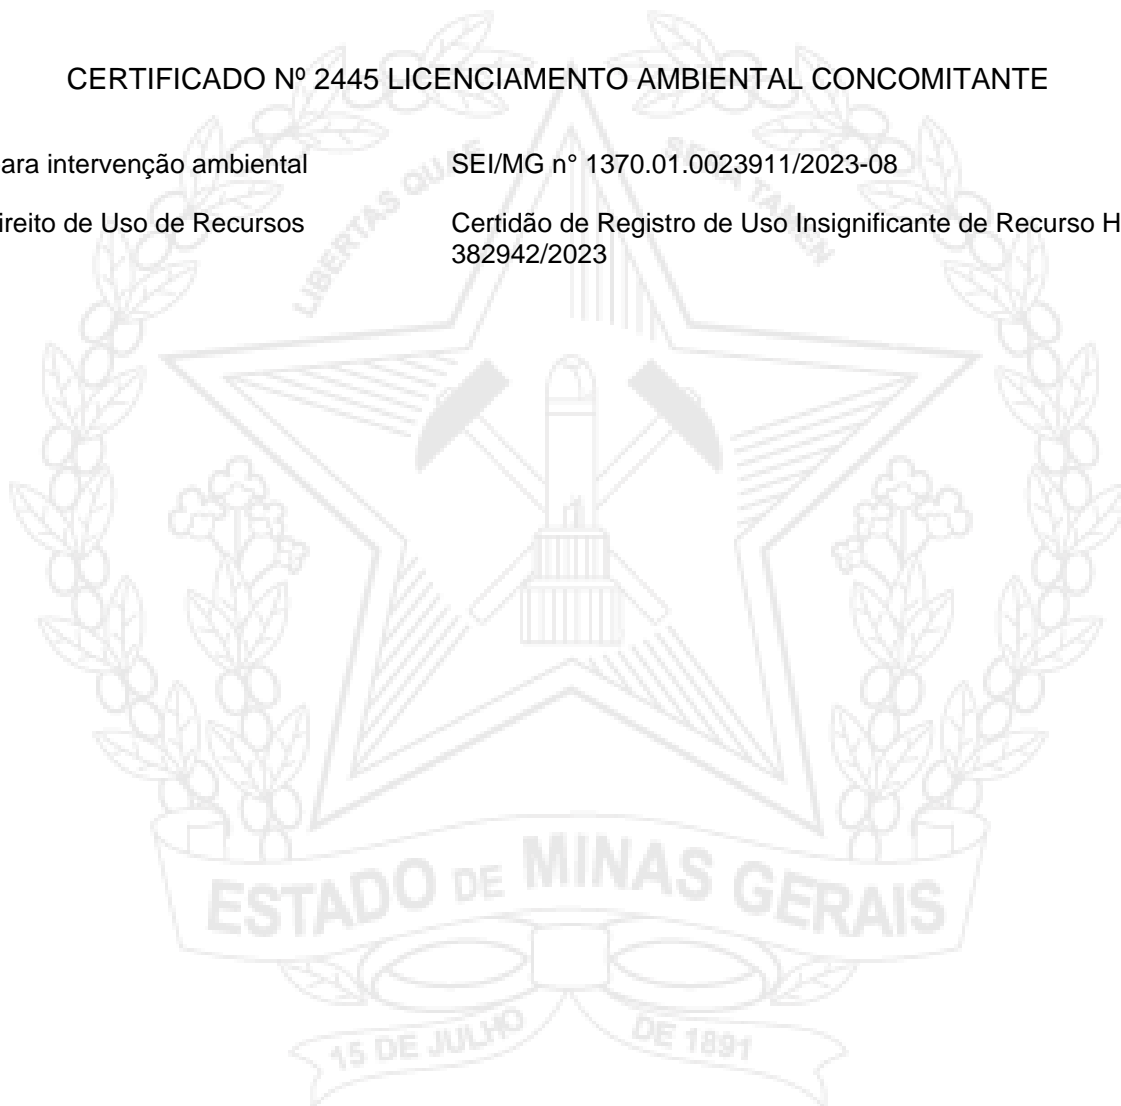 CERTIFICADO Nº 2445 LICENCIAMENTO AMBIENTAL CONCOMITANTE
ara intervenção ambiental SEI/MG n° 1370.01.0023911/2023-08
ireito de Uso de Recursos Certidão de Registro de Uso Insignificante de Recurso H
382942/2023
LIBERTAS QUÆ SERA TAMEN
ESTADO DE MINAS GERAIS
15 DE JULHO DE 1891